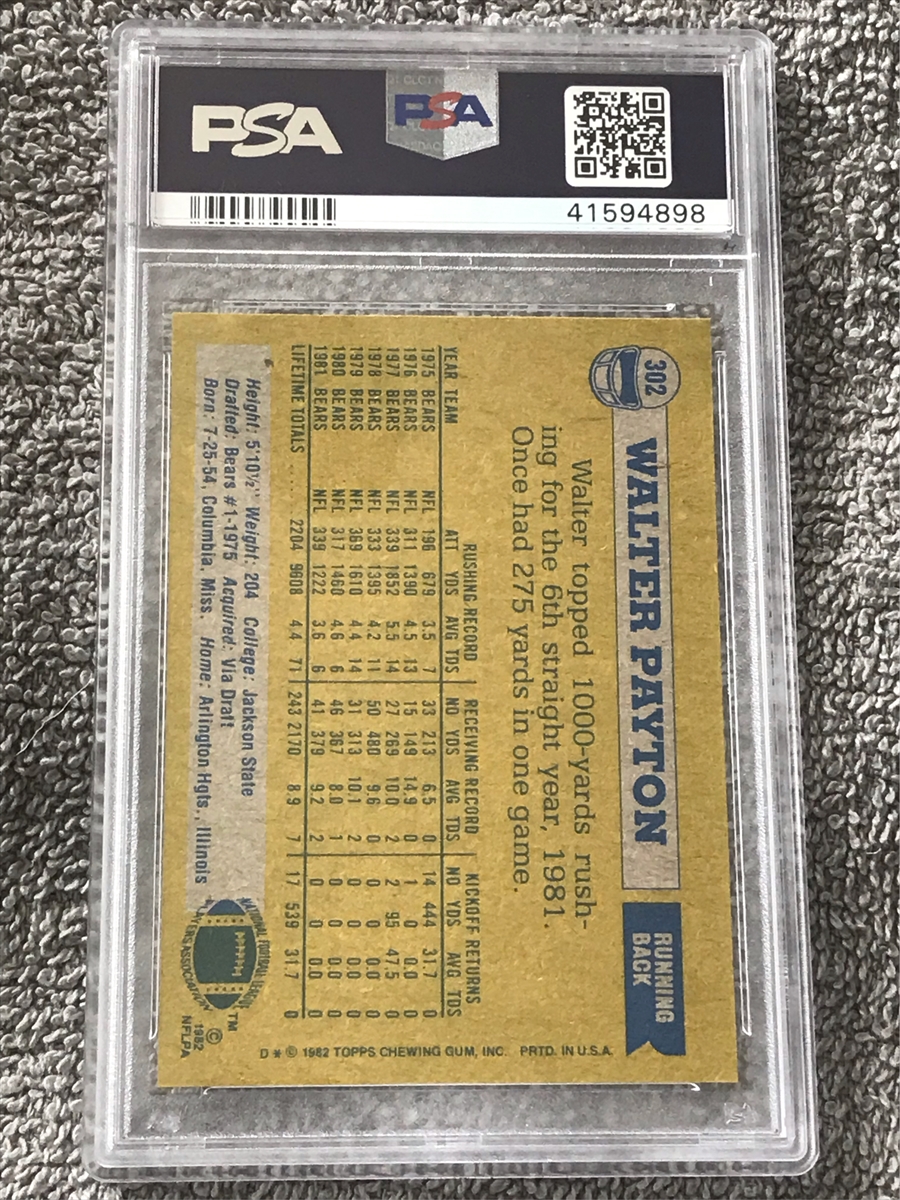 PSA
PSA
41594898
302
WALTER PAYTON
RUNNING
BACK
Walter topped 1000-yards rush-
ing for the 6th straight year, 1981.
Once had 275 yards in one game.
RUSHING RECORD RECEIVING RECORD KICKOFF RETURNS
YEAR TEAM ATT YDS AVG TDS NO YDS AVG TDS NO YDS AVG TDS
1975 BEARS NFL 196 679 3.5 7 33 213 6.5 0 14 444 31.7 0
1976 BEARS NFL 311 1390 4.5 13 15 149 14.9 0 1 0 0.0 0
1977 BEARS NFL 339 1852 5.5 14 27 269 10.0 2 2 95 47.5 0
1978 BEARS NFL 333 1395 4.2 11 50 480 9.6 0 0 0 0.0 0
1979 BEARS NFL 369 1610 4.4 14 31 313 10.1 2 0 0 0.0 0
1980 BEARS NFL 317 1460 4.6 6 46 367 8.0 1 0 0 0.0 0
1981 BEARS NFL 339 1222 3.6 6 41 379 9.2 2 0 0 0.0 0
LIFETIME TOTALS .... 2204 9608 4.4 71 243 2170 8.9 7 17 539 31.7 0
Height: 5'10½" Weight: 204 College: Jackson State
Drafted: Bears #1-1975 Acquired: Via Draft
Born: 7-25-54, Columbia, Miss. Home: Arlington Hgts., Illinois
NATIONAL FOOTBALL LEAGUE
PLAYERS ASSOCIATION
TM
© 1982
NFLPA
D * © 1982 TOPPS CHEWING GUM, INC. PRTD. IN U.S.A.